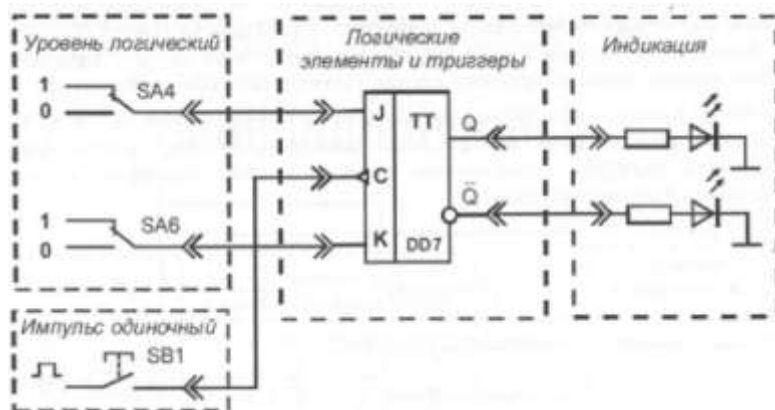 Уровень логический
1
0
SA4
1
0
SA6
Импульс одиночный
SB1
Логические
элементы и триггеры
J
TT
C
K
DD7
Q
Q̄
Индикация